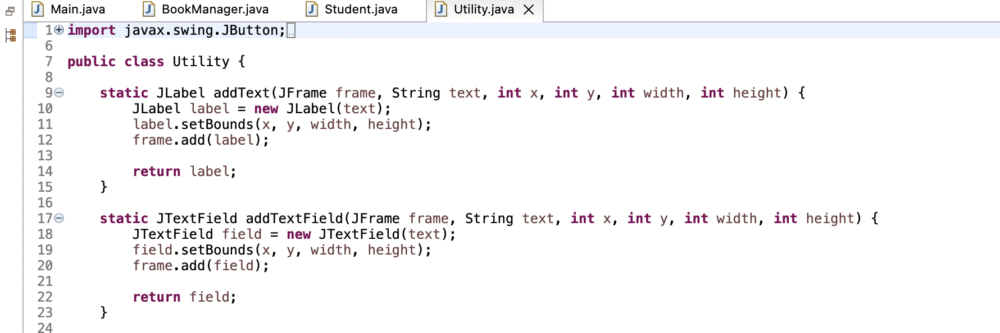 Main.java BookManager.java Student.java Utility.java
1 import javax.swing.JButton;..
6
7 public class Utility {
8
9 static JLabel addText(JFrame frame, String text, int x, int y, int width, int height) {
10 JLabel label = new JLabel(text);
11 label.setBounds(x, y, width, height);
12 frame.add(label);
13
14 return label;
15 }
16
17 static JTextField addTextField(JFrame frame, String text, int x, int y, int width, int height) {
18 JTextField field = new JTextField(text);
19 field.setBounds(x, y, width, height);
20 frame.add(field);
21
22 return field;
23 }
24